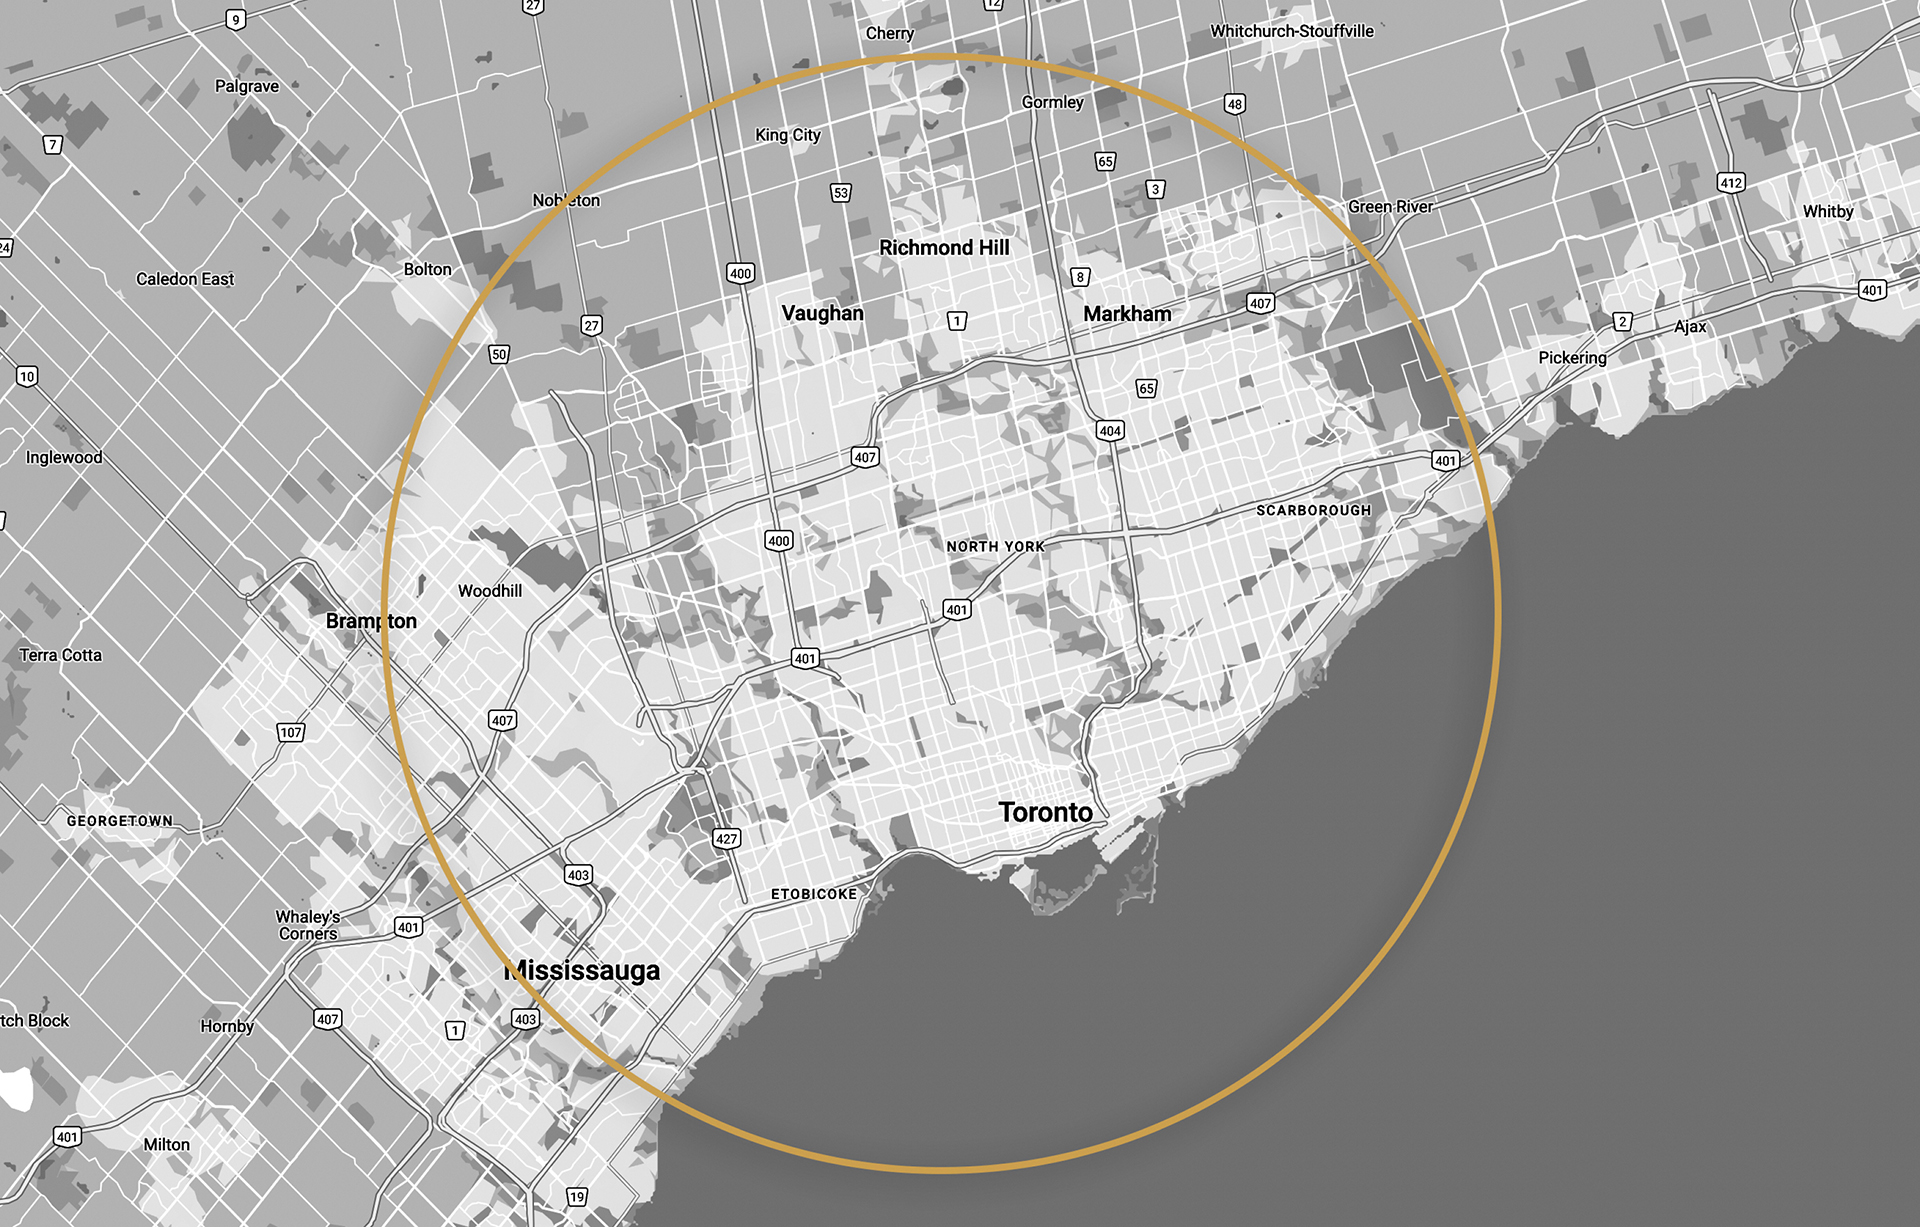 27
12
9
Cherry
Whitchurch-Stouffville
Palgrave
Gormley
48
King City
7
65
412
3
53
Nobleton
Green River
Whitby
24
Richmond Hill
Bolton
400
8
Caledon East
401
407
Vaughan
Markham
1
2
27
Ajax
50
Pickering
10
65
404
Inglewood
407
401
SCARBOROUGH
400
NORTH YORK
Woodhill
401
Brampton
Terra Cotta
401
407
107
Toronto
GEORGETOWN
427
403
ETOBICOKE
Whaley's
Corners
401
Mississauga
tch Block
Hornby
407
1
403
401
Milton
19